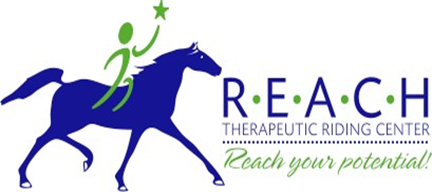 R•E•A•C•H
THERAPEUTIC RIDING CENTER
Reach your potential!